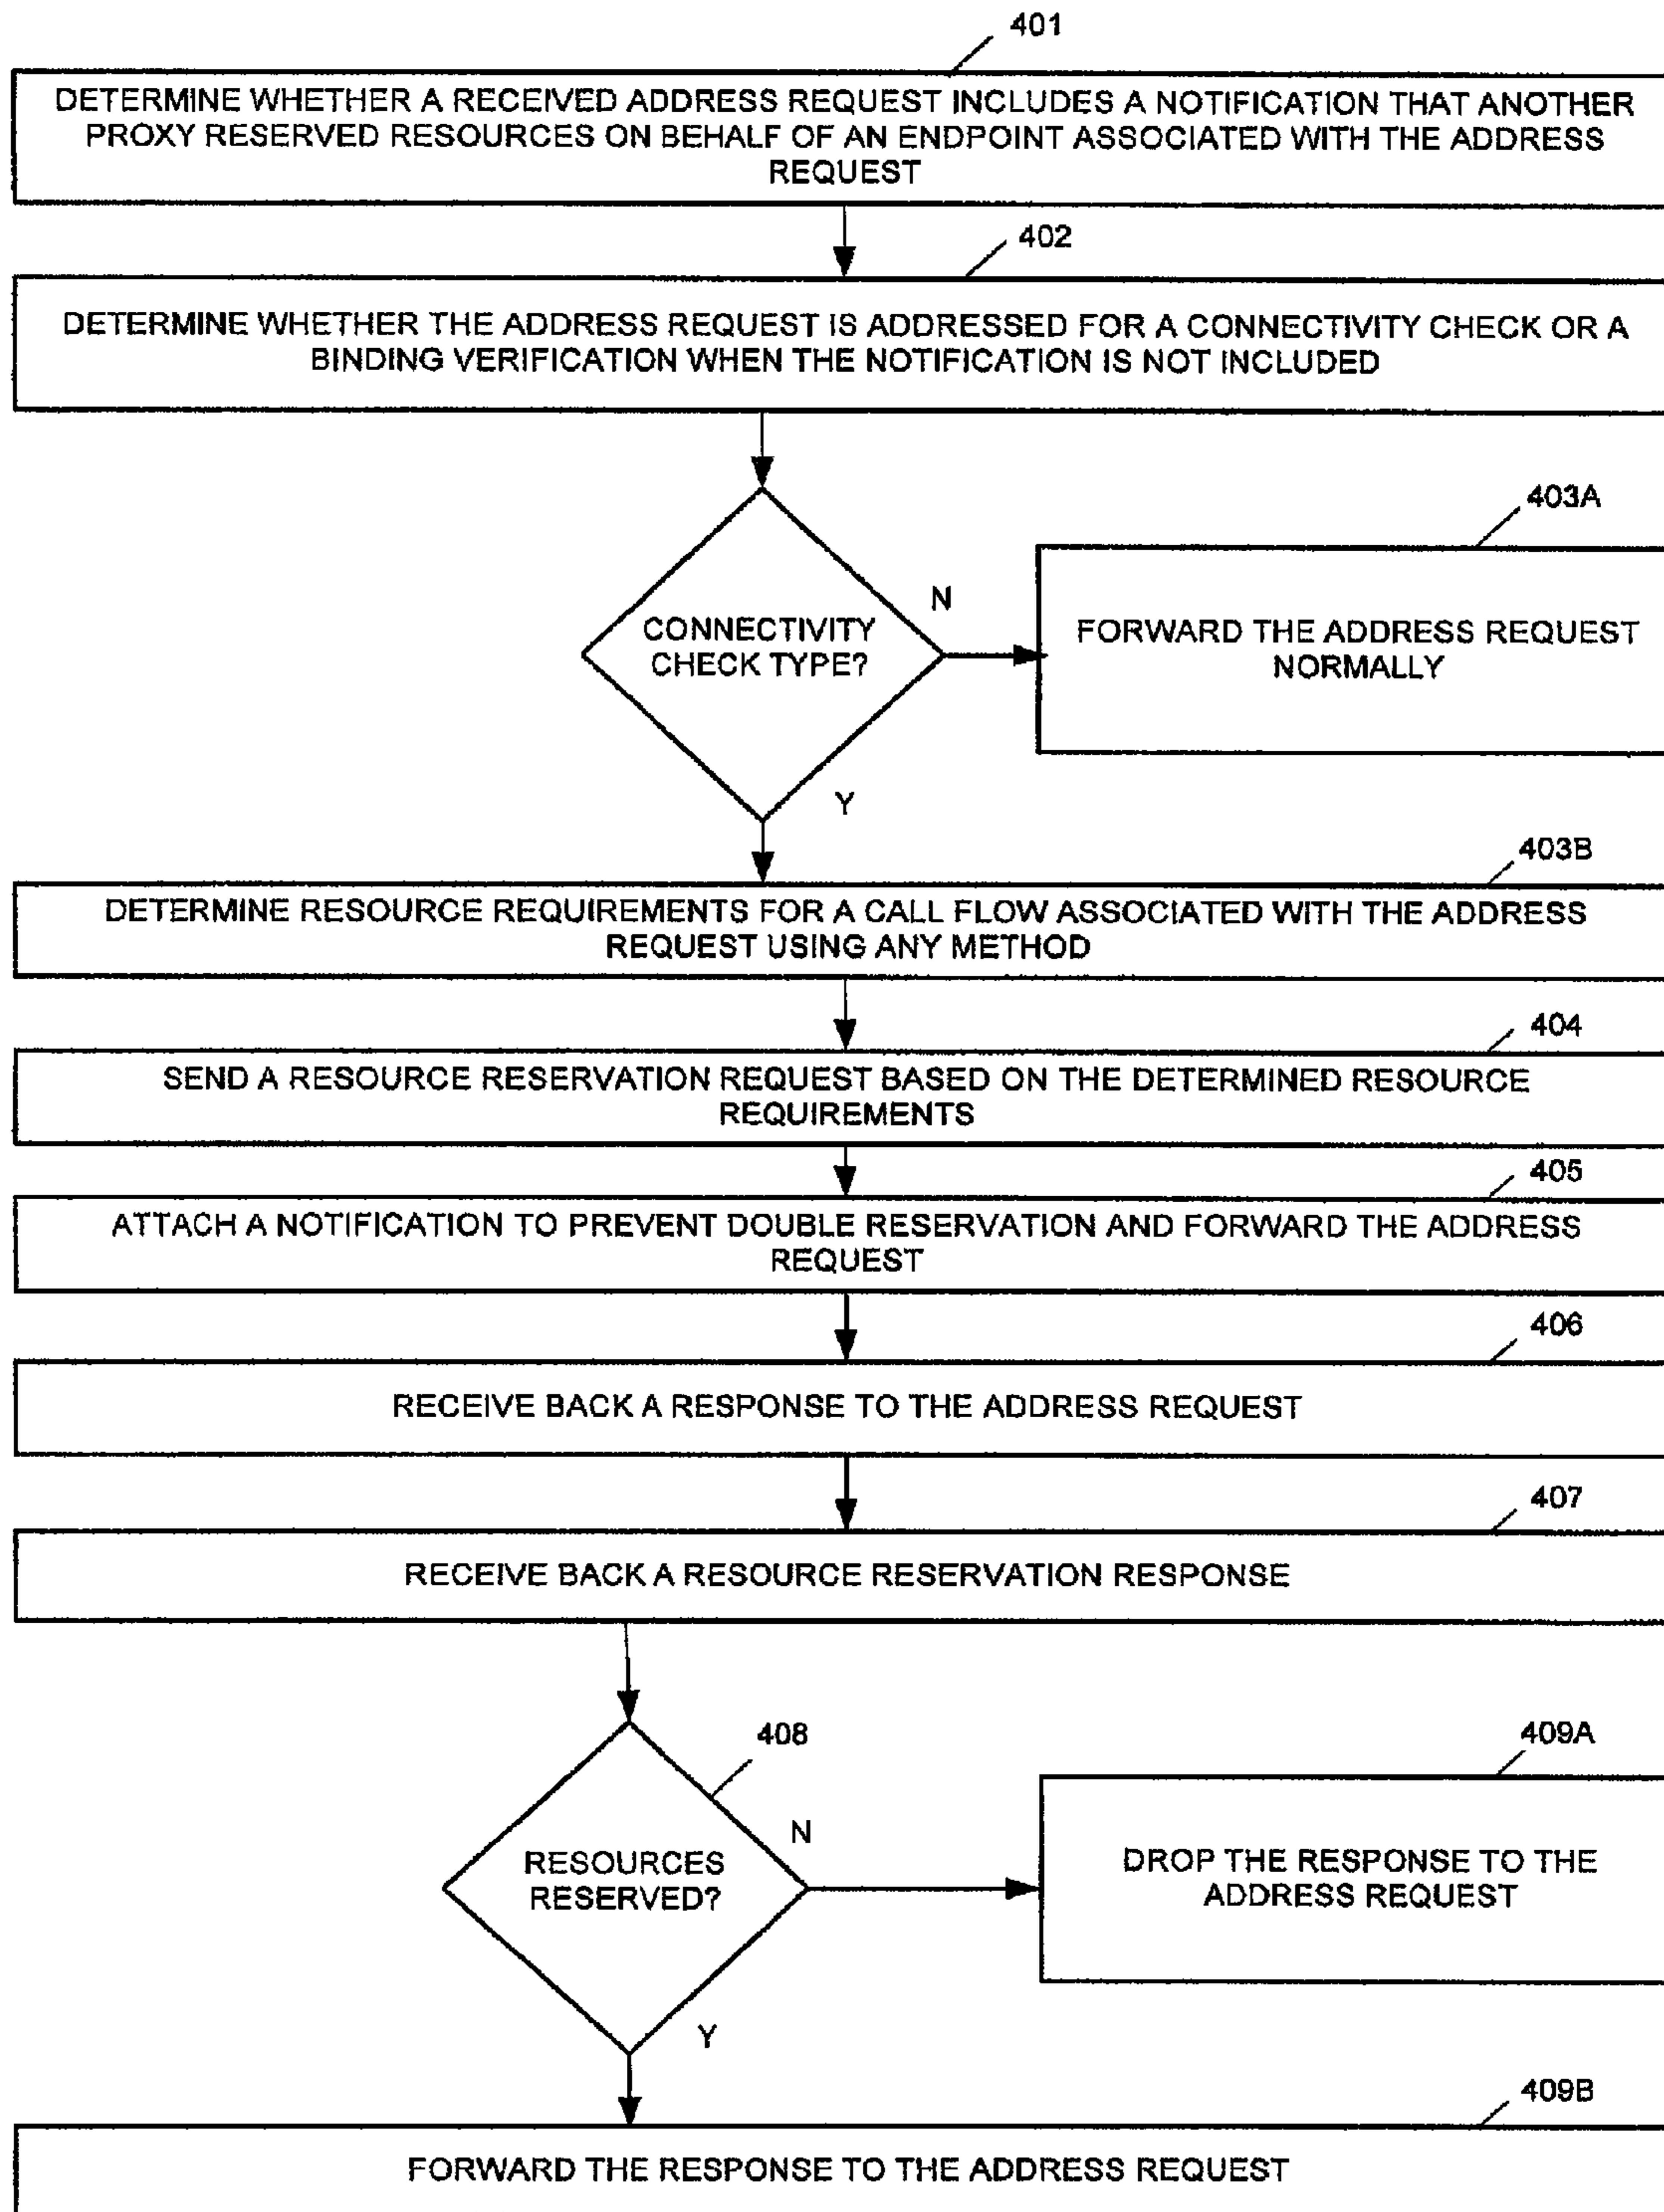 401
DETERMINE WHETHER A RECEIVED ADDRESS REQUEST INCLUDES A NOTIFICATION THAT ANOTHER
PROXY RESERVED RESOURCES ON BEHALF OF AN ENDPOINT ASSOCIATED WITH THE ADDRESS
REQUEST
402
DETERMINE WHETHER THE ADDRESS REQUEST IS ADDRESSED FOR A CONNECTIVITY CHECK OR A
BINDING VERIFICATION WHEN THE NOTIFICATION IS NOT INCLUDED
403A
N
CONNECTIVITY
CHECK TYPE?
FORWARD THE ADDRESS REQUEST
NORMALLY
Y
403B
DETERMINE RESOURCE REQUIREMENTS FOR A CALL FLOW ASSOCIATED WITH THE ADDRESS
REQUEST USING ANY METHOD
404
SEND A RESOURCE RESERVATION REQUEST BASED ON THE DETERMINED RESOURCE
REQUIREMENTS
405
ATTACH A NOTIFICATION TO PREVENT DOUBLE RESERVATION AND FORWARD THE ADDRESS
REQUEST
406
RECEIVE BACK A RESPONSE TO THE ADDRESS REQUEST
407
RECEIVE BACK A RESOURCE RESERVATION RESPONSE
408
409A
N
RESOURCES
RESERVED?
DROP THE RESPONSE TO THE
ADDRESS REQUEST
Y
409B
FORWARD THE RESPONSE TO THE ADDRESS REQUEST